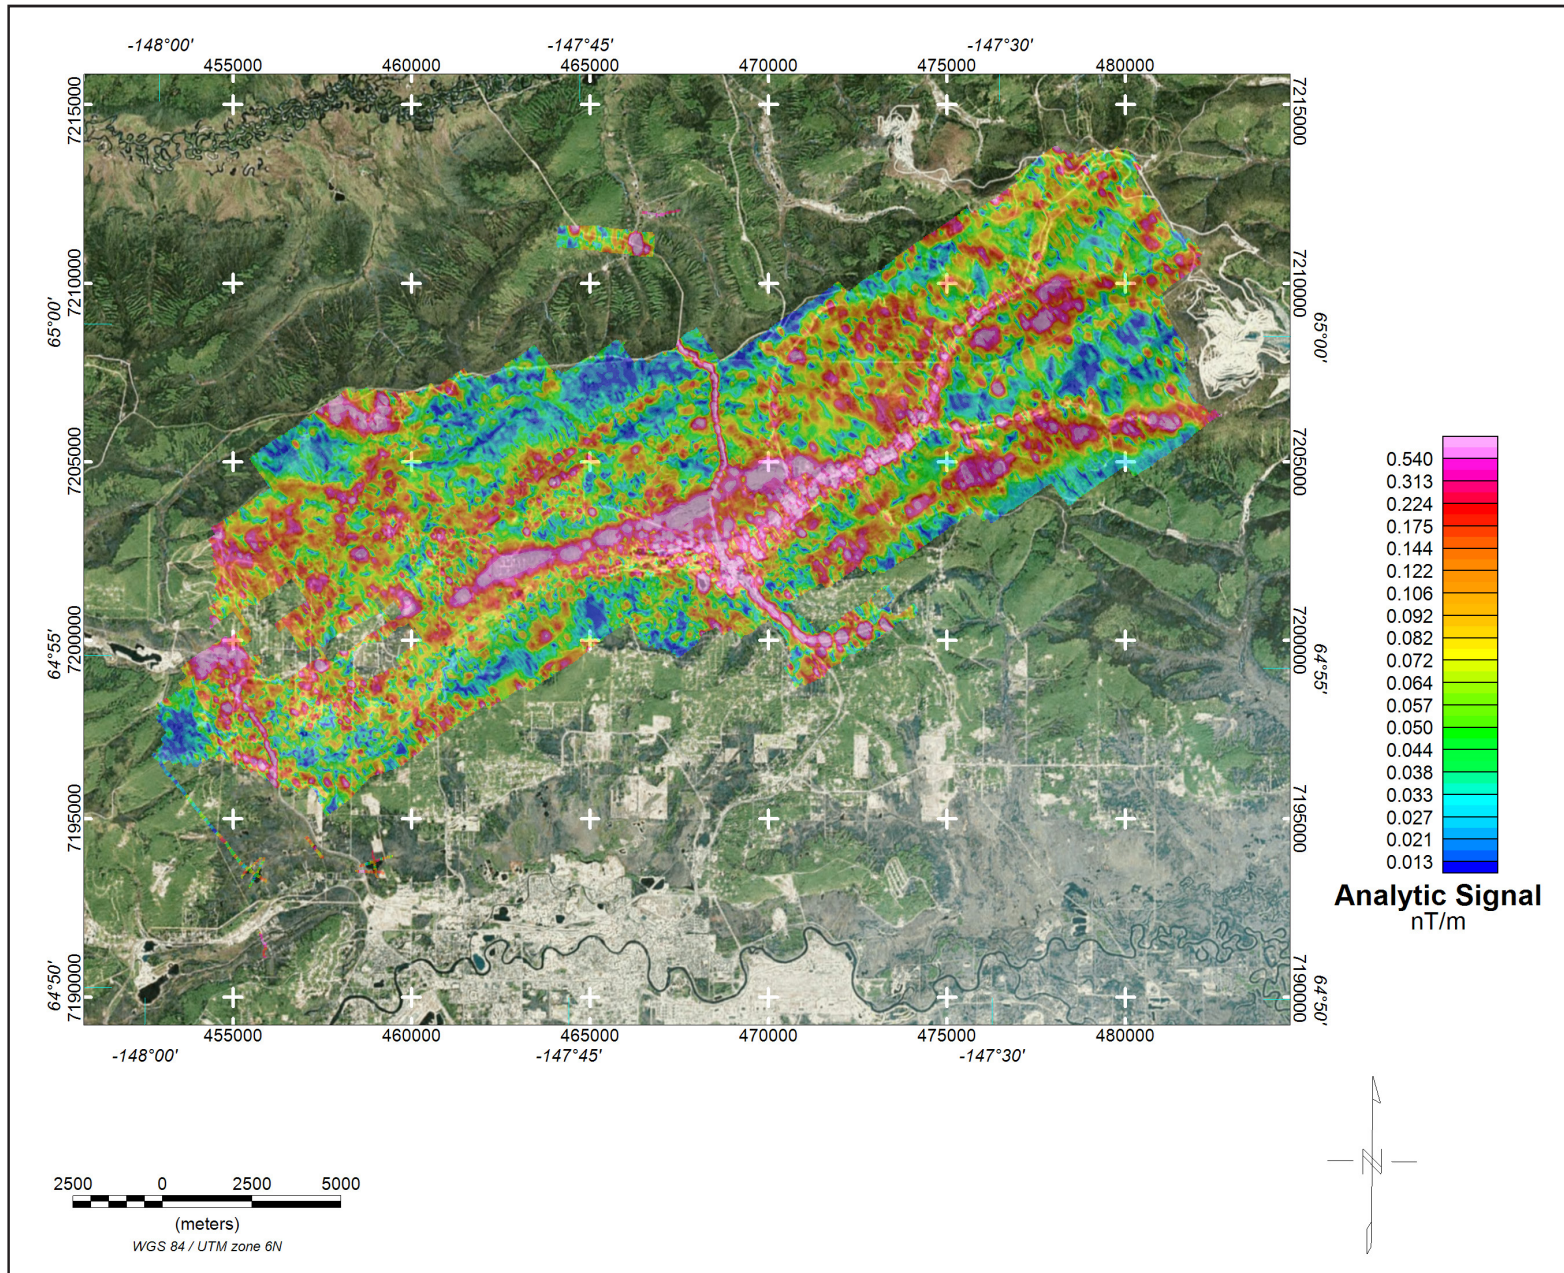 -148°00' -147°45' -147°30'
455000 460000 465000 470000 475000 480000
7215000 7215000
7210000 7210000
65°00' 65°00'
7205000 7205000
7200000 7200000
64°55' 64°55'
7195000 7195000
7190000 7190000
64°50' 64°50'
455000 460000 465000 470000 475000 480000
-148°00' -147°45' -147°30'
0.540
0.313
0.224
0.175
0.144
0.122
0.106
0.092
0.082
0.072
0.064
0.057
0.050
0.044
0.038
0.033
0.027
0.021
0.013
Analytic Signal
nT/m
N
2500 0 2500 5000
(meters)
WGS 84 / UTM zone 6N